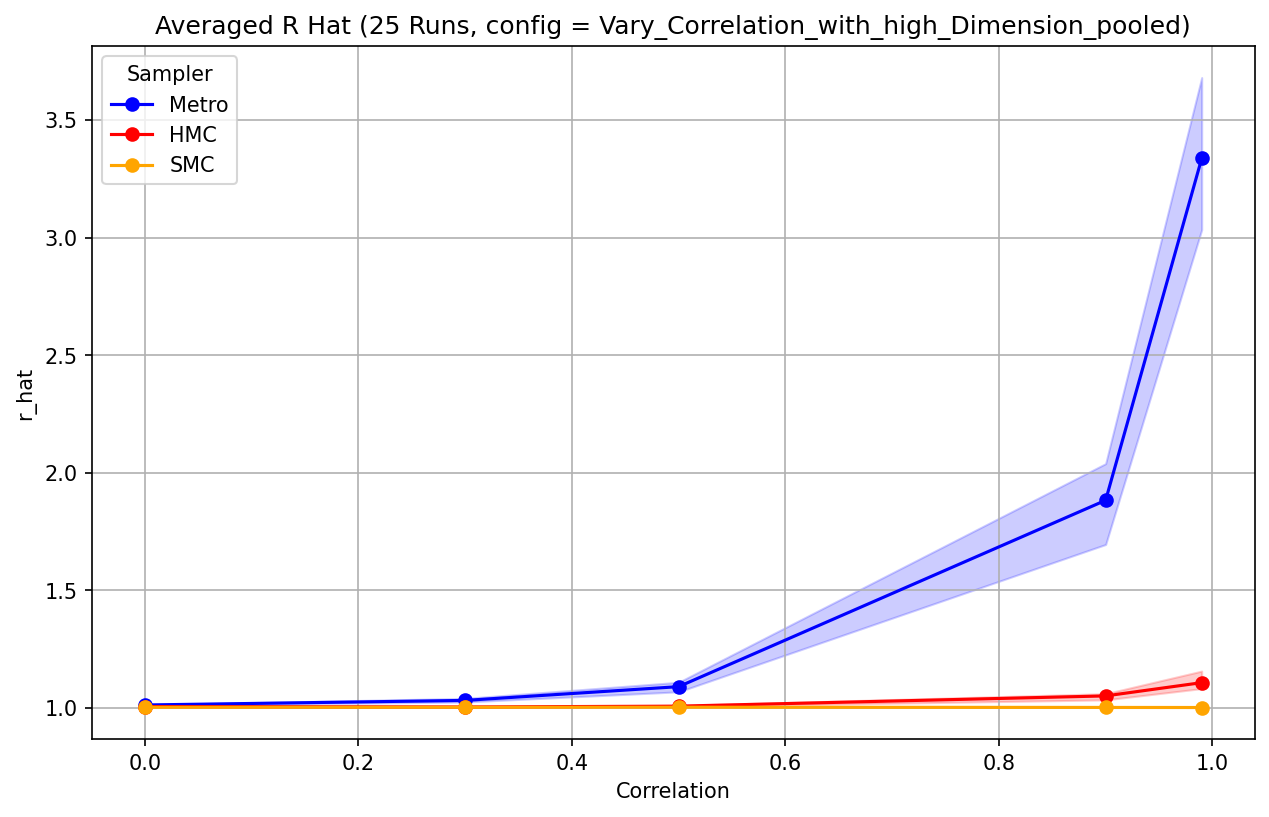 Averaged R Hat (25 Runs, config = Vary_Correlation_with_high_Dimension_pooled)
Sampler
Metro
HMC
SMC
3.5
3.0
2.5
2.0
1.5
1.0
r_hat
0.0 0.2 0.4 0.6 0.8 1.0
Correlation